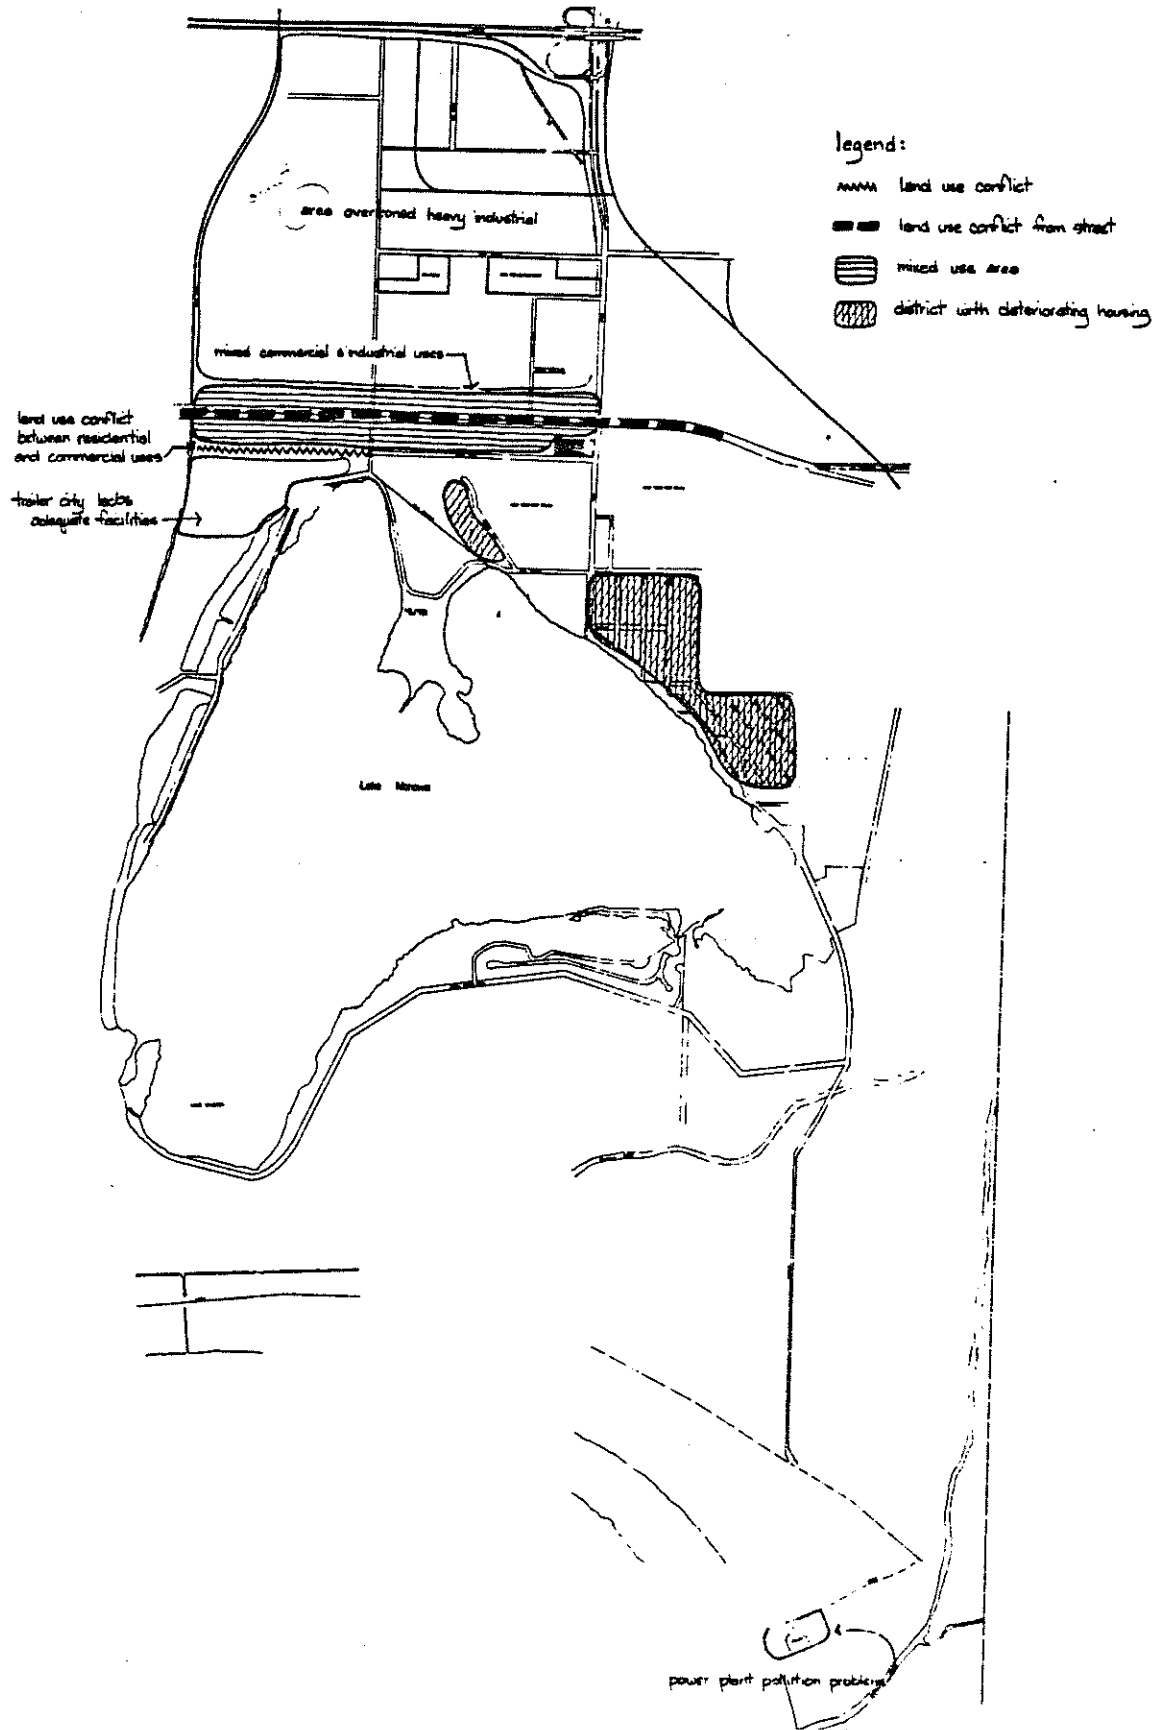 legend:
land use conflict
land use conflict from street
mixed use area
district with deteriorating housing
area overzoned heavy industrial
mixed commercial & industrial uses
land use conflict
between residential
and commercial uses
trailer city lacks
adequate facilities
Lake Manawa
power plant pollution problems